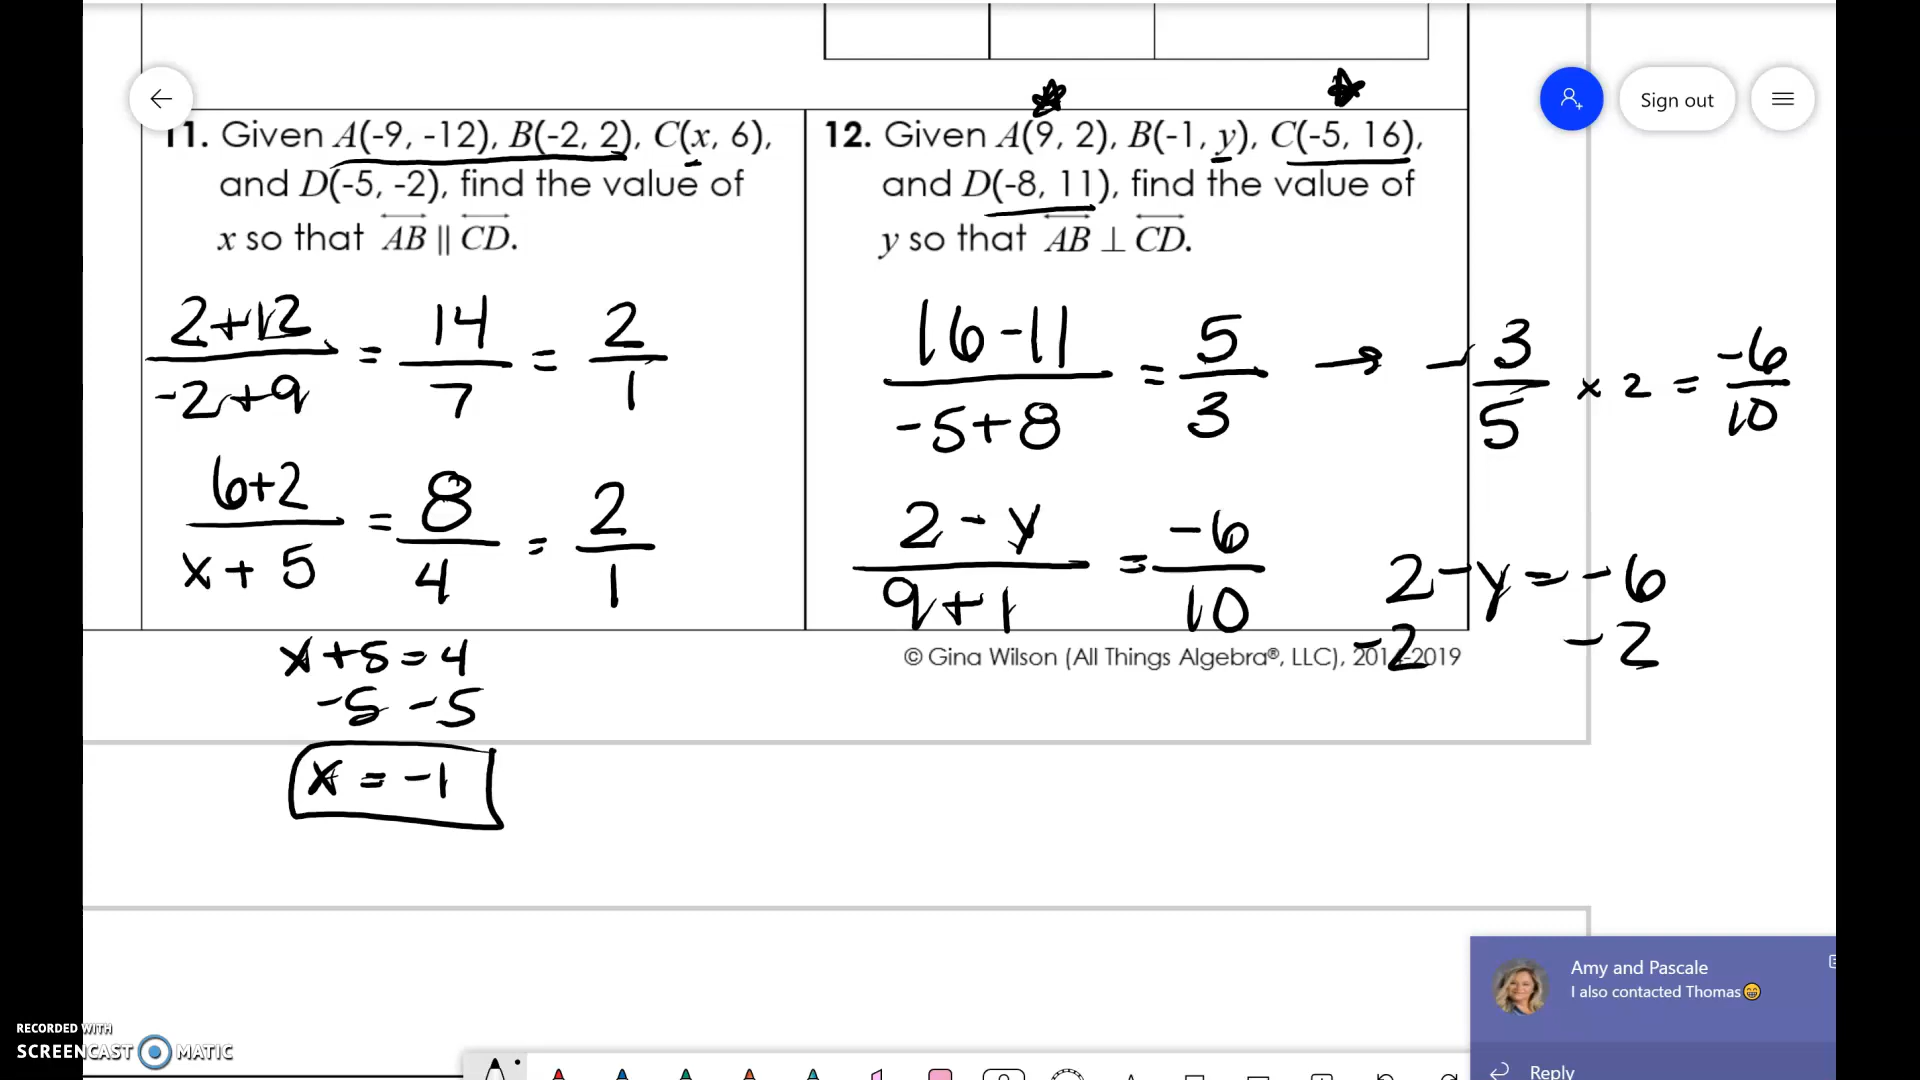 Sign out
11. Given A(-9, -12), B(-2, 2), C(x, 6),
and D(-5, -2), find the value of
x so that AB || CD.
2+12 / -2+9 = 14 / 7 = 2 / 1
6+2 / x+5 = 8 / 4 = 2 / 1
x+5=4
-5 -5
x = -1
12. Given A(9, 2), B(-1, y), C(-5, 16),
and D(-8, 11), find the value of
y so that AB ⊥ CD.
16-11 / -5+8 = 5 / 3 → - 3 / 5 x 2 = -6 / 10
2-y / 9+1 = -6 / 10
2-y=-6
-2 -2
© Gina Wilson (All Things Algebra®, LLC), 2014-2019
Amy and Pascale
I also contacted Thomas😁
Reply
RECORDED WITH
SCREENCAST MATIC